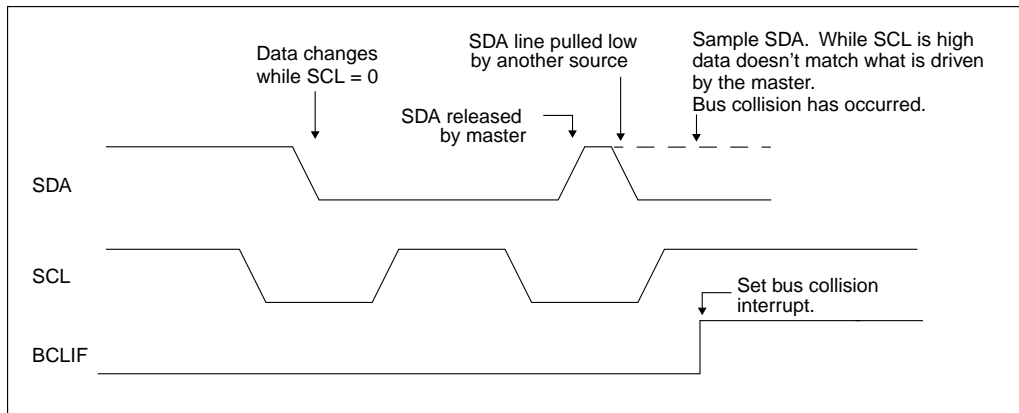 Data changes
while SCL = 0
SDA line pulled low
by another source
SDA released
by master
Sample SDA.  While SCL is high
data doesn't match what is driven
by the master.
Bus collision has occurred.
SDA
SCL
Set bus collision
interrupt.
BCLIF